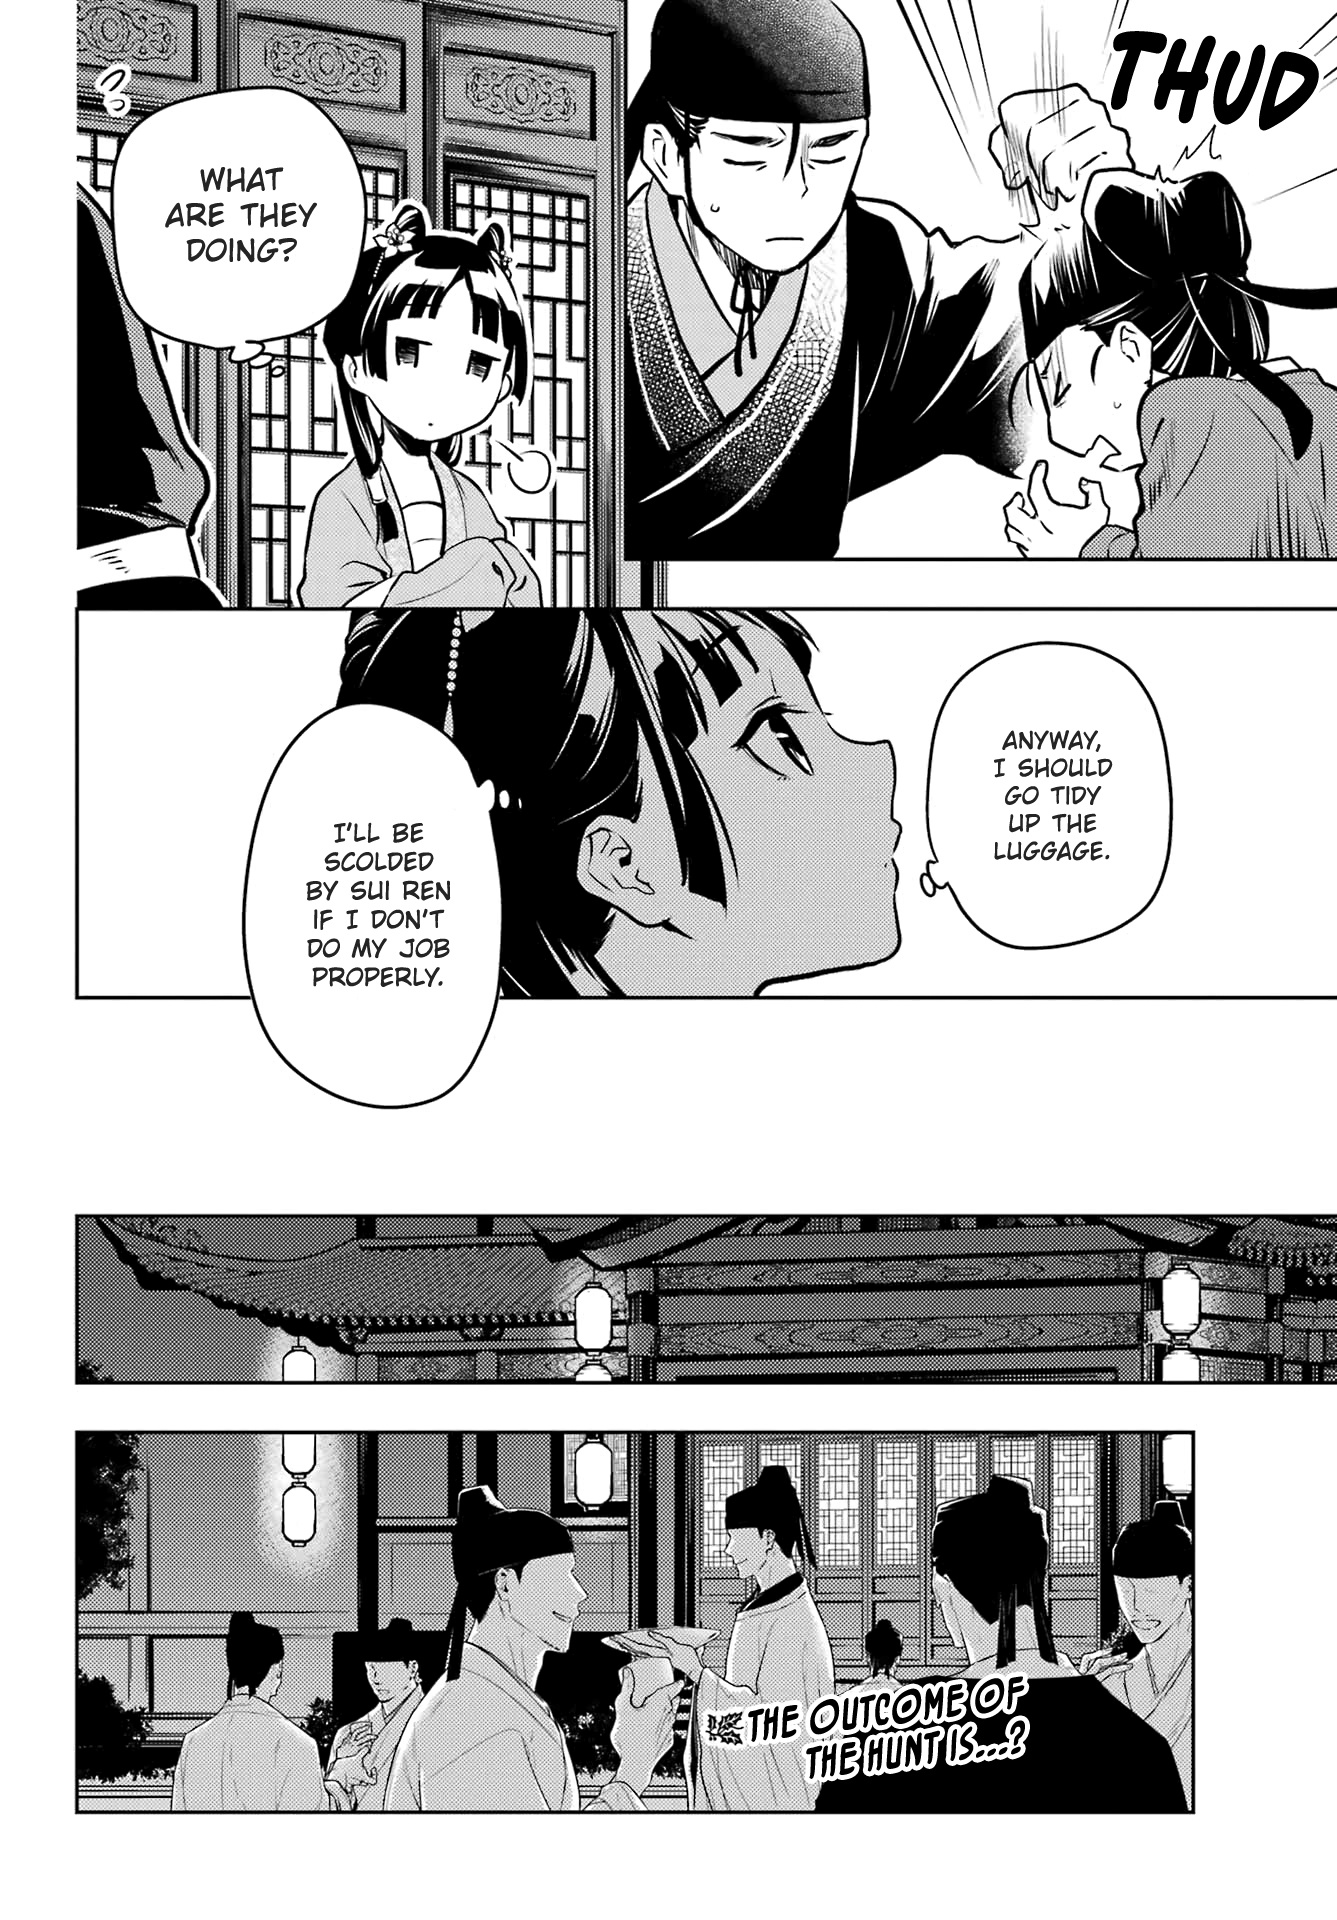 THUD
WHAT
ARE THEY
DOING?
ANYWAY,
I SHOULD
GO TIDY
UP THE
LUGGAGE.
I'LL BE
SCOLDED
BY SUI REN
IF I DON'T
DO MY JOB
PROPERLY.
THE OUTCOME OF
THE HUNT IS...?